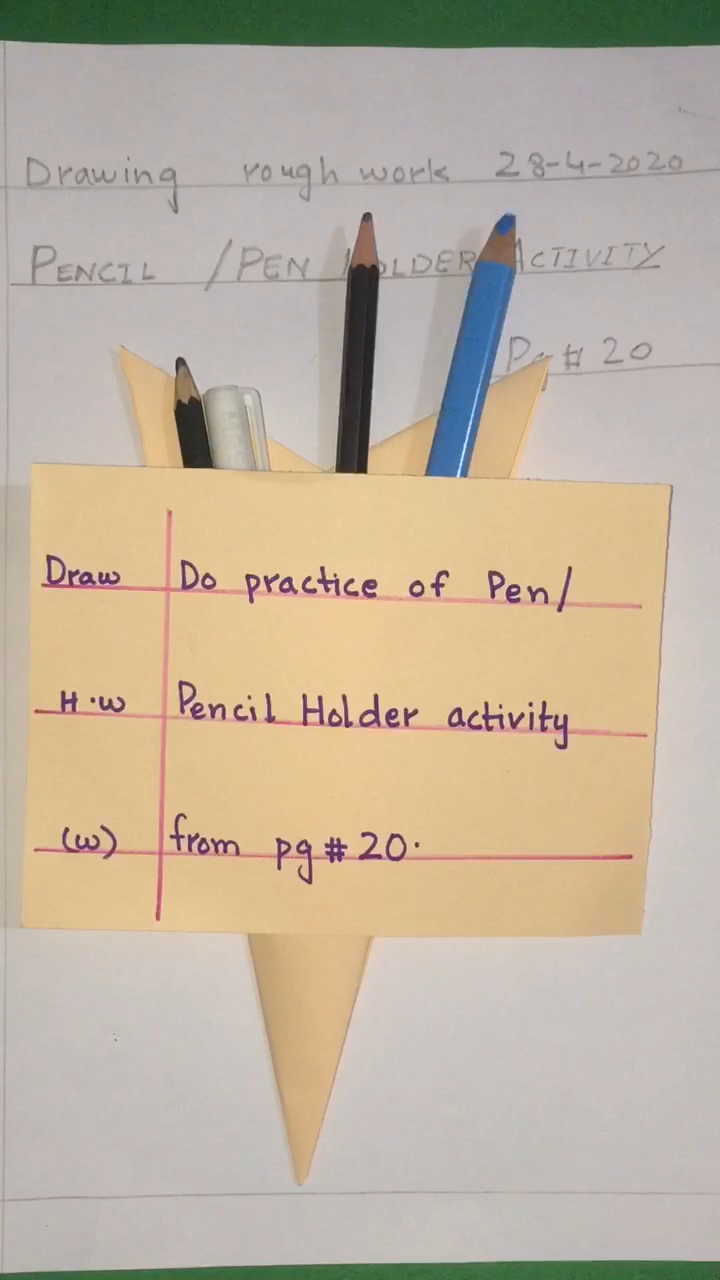 Drawing rough work 28-4-2020
PENCIL /PEN HOLDER ACTIVITY
Pg # 20
Draw Do practice of Pen/
H.w Pencil Holder activity
(w) from pg # 20.